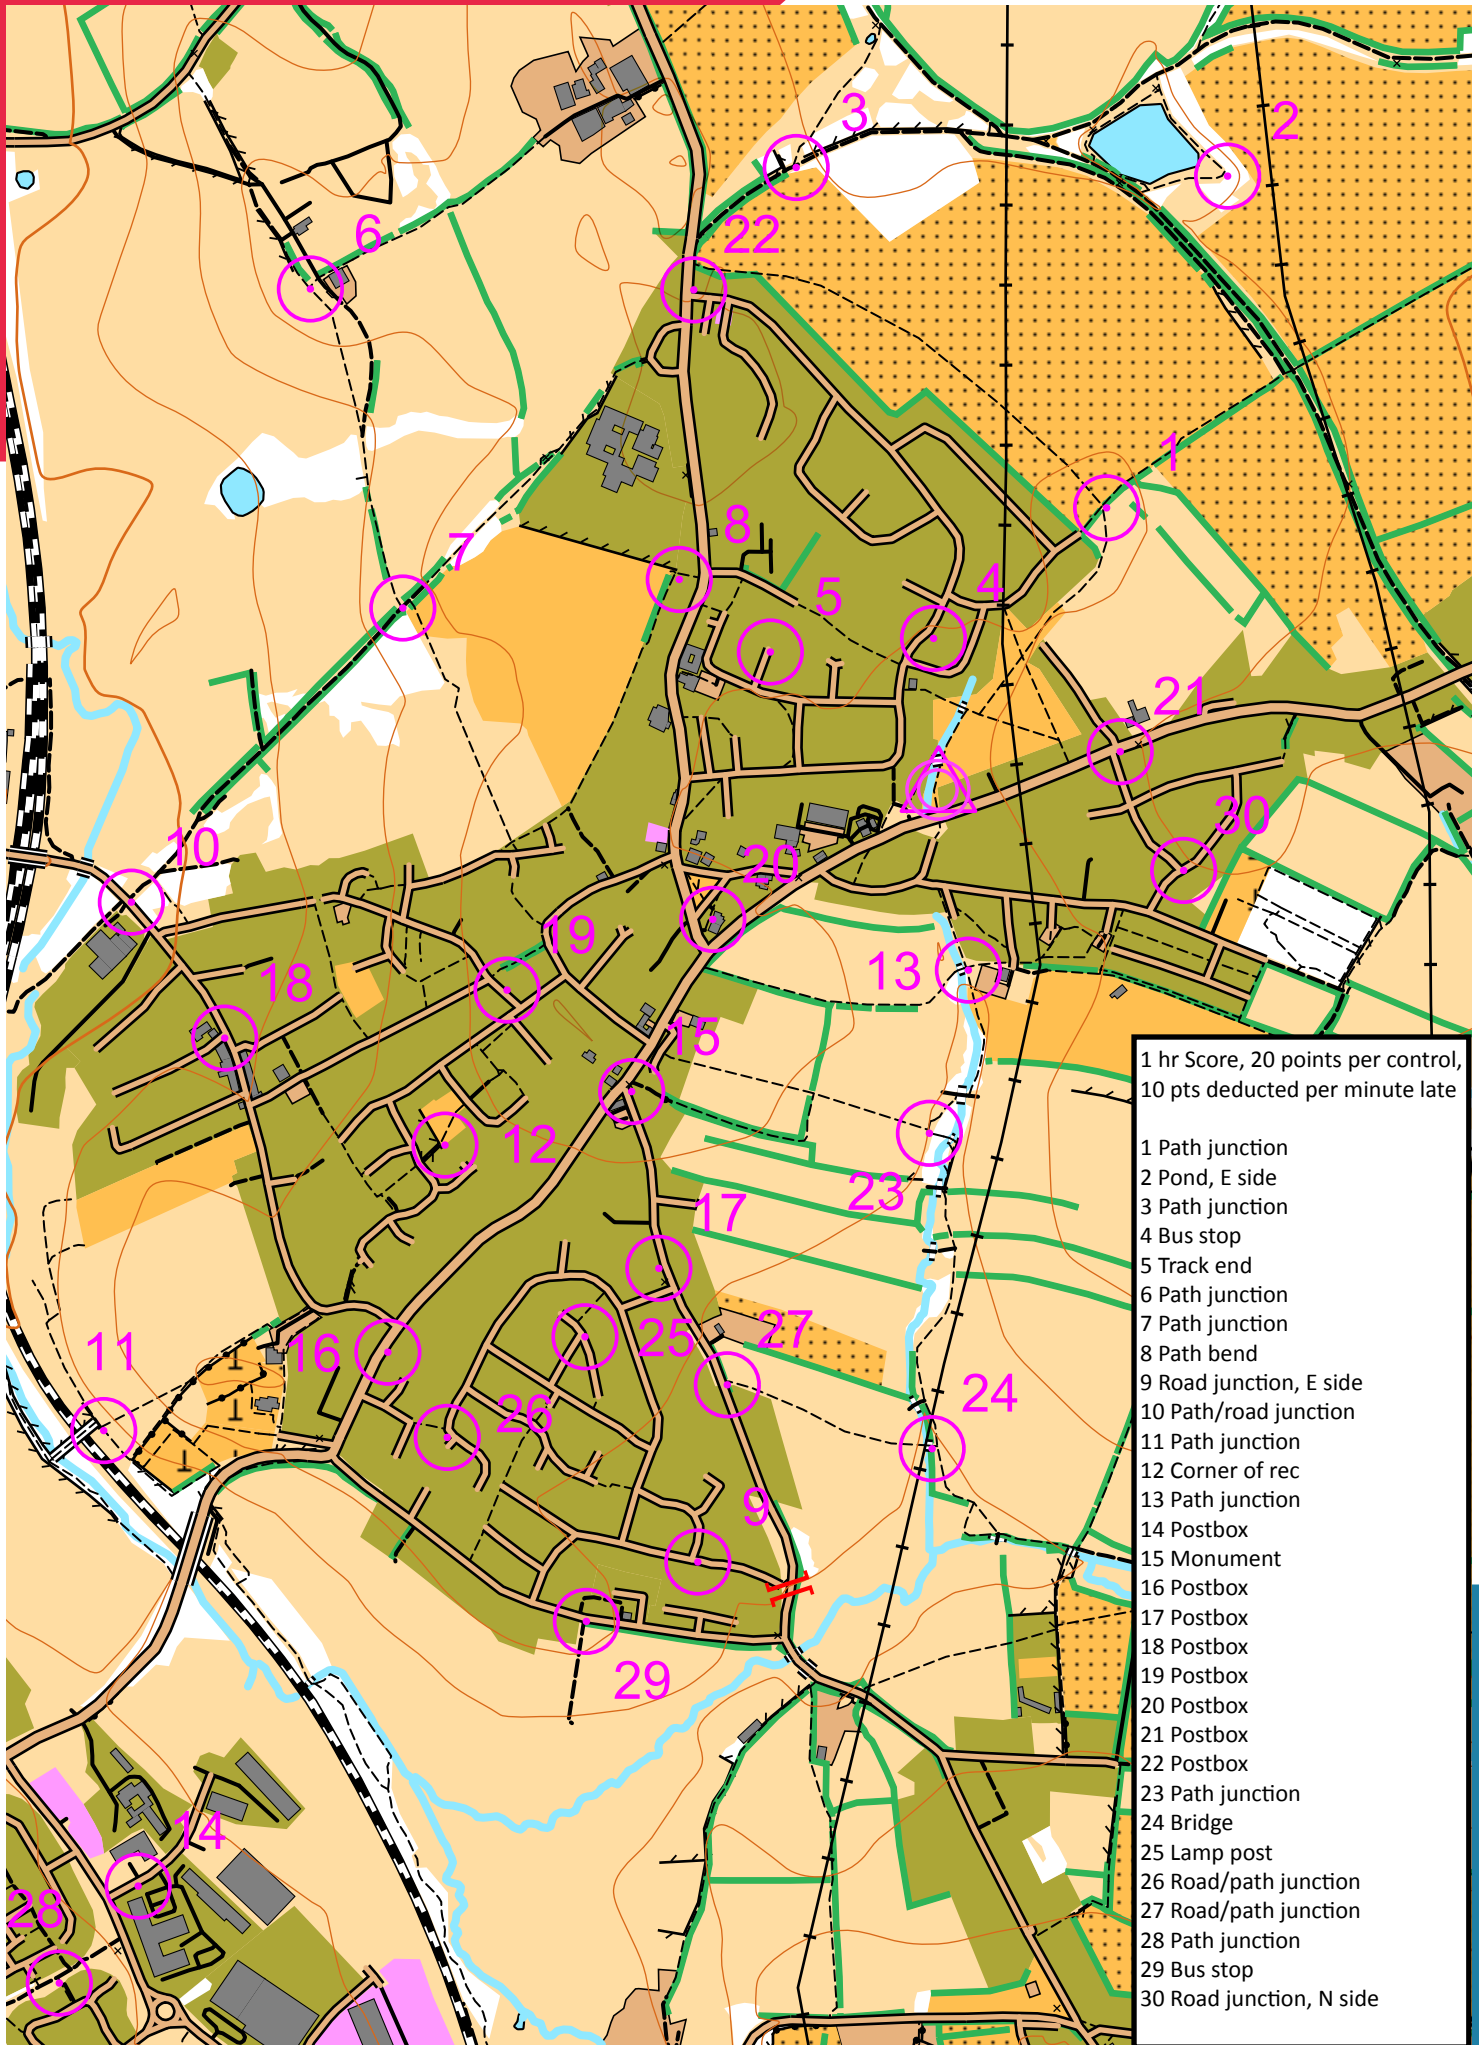 3
2
22
6
1
8
7
4
5
21
30
10
20
19
13
18
15
12
23
17
27
25
11
16
24
26
9
29
14
28
1 hr Score, 20 points per control,
10 pts deducted per minute late
1 Path junction
2 Pond, E side
3 Path junction
4 Bus stop
5 Track end
6 Path junction
7 Path junction
8 Path bend
9 Road junction, E side
10 Path/road junction
11 Path junction
12 Corner of rec
13 Path junction
14 Postbox
15 Monument
16 Postbox
17 Postbox
18 Postbox
19 Postbox
20 Postbox
21 Postbox
22 Postbox
23 Path junction
24 Bridge
25 Lamp post
26 Road/path junction
27 Road/path junction
28 Path junction
29 Bus stop
30 Road junction, N side